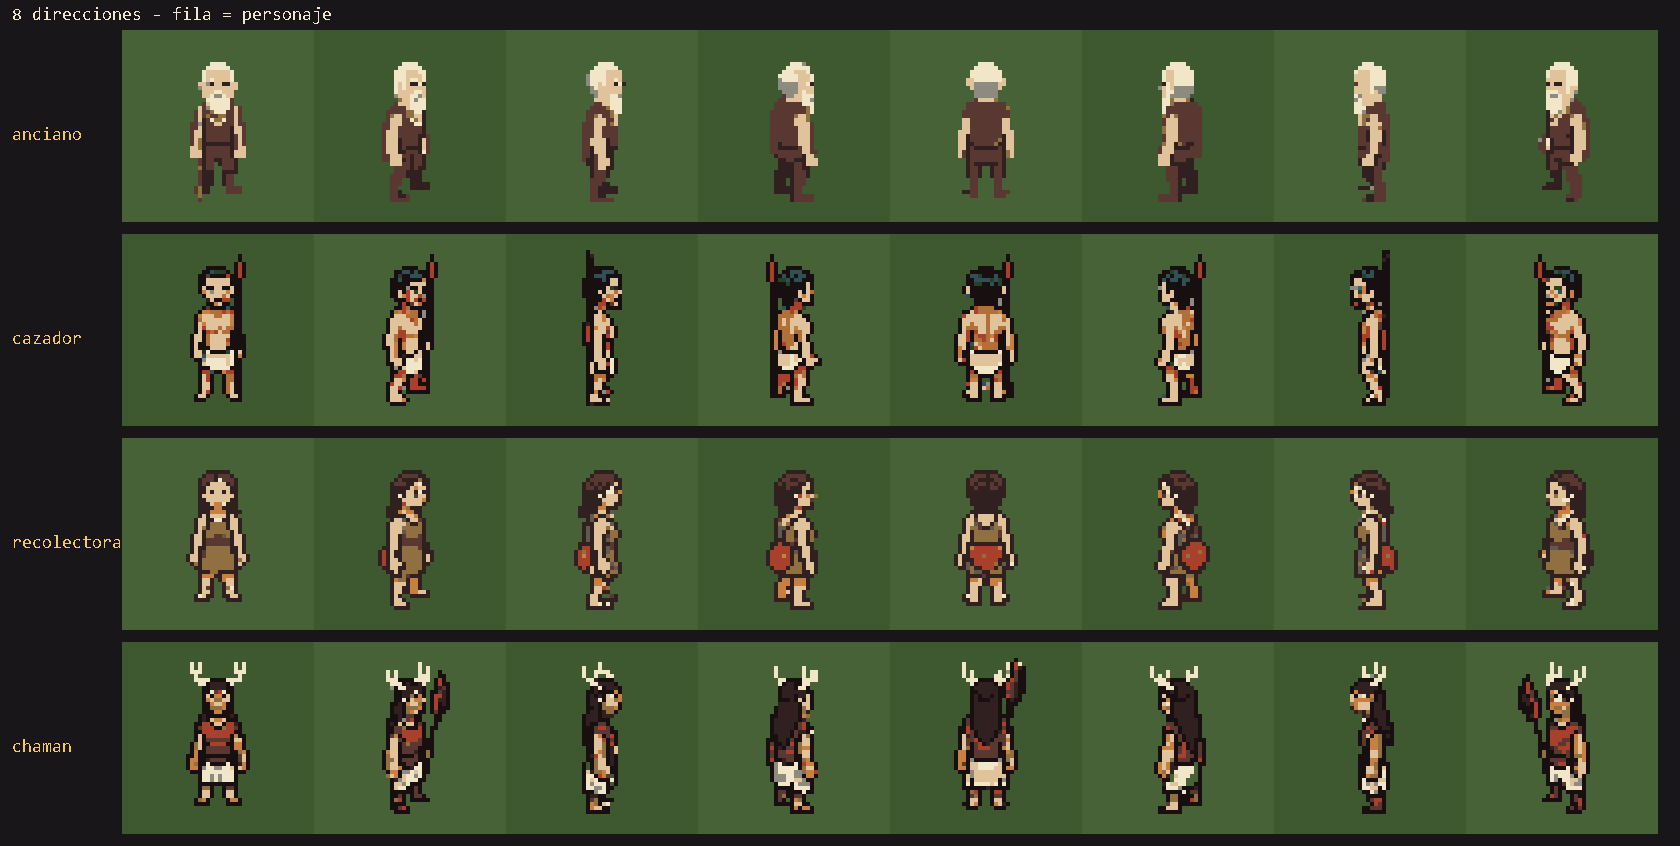 8 direcciones - fila = personaje
anciano
cazador
recolectora
chaman